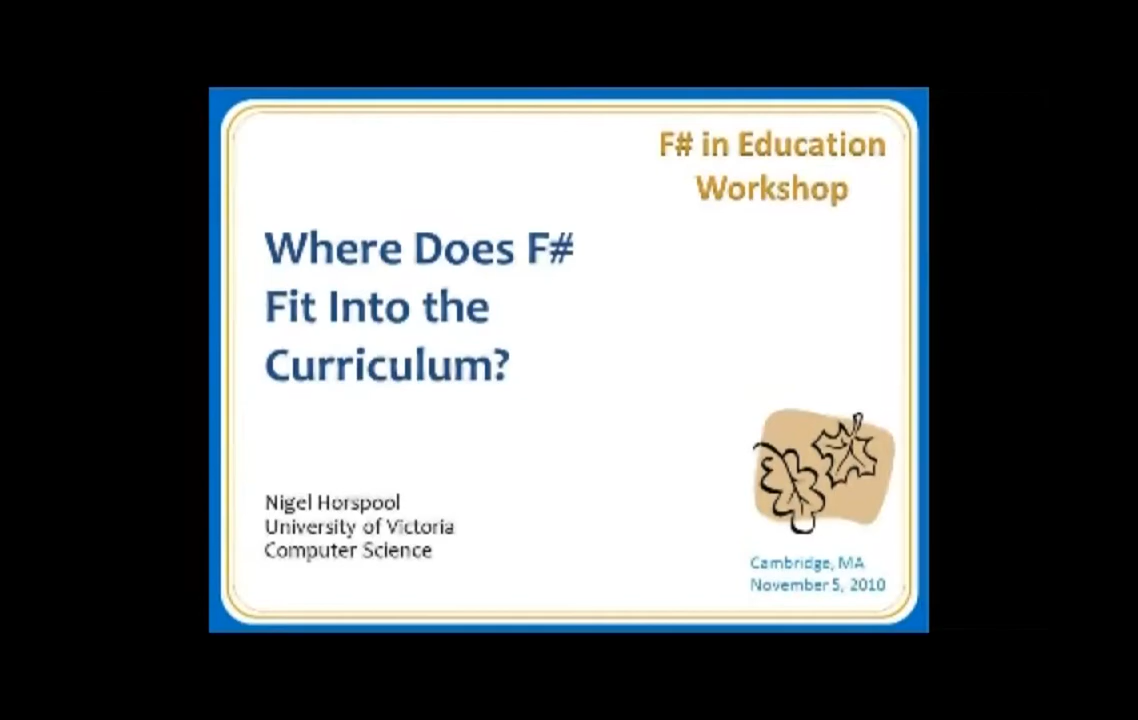 F# in Education
Workshop
Where Does F#
Fit Into the
Curriculum?
Nigel Horspool
University of Victoria
Computer Science
Cambridge, MA
November 5, 2010